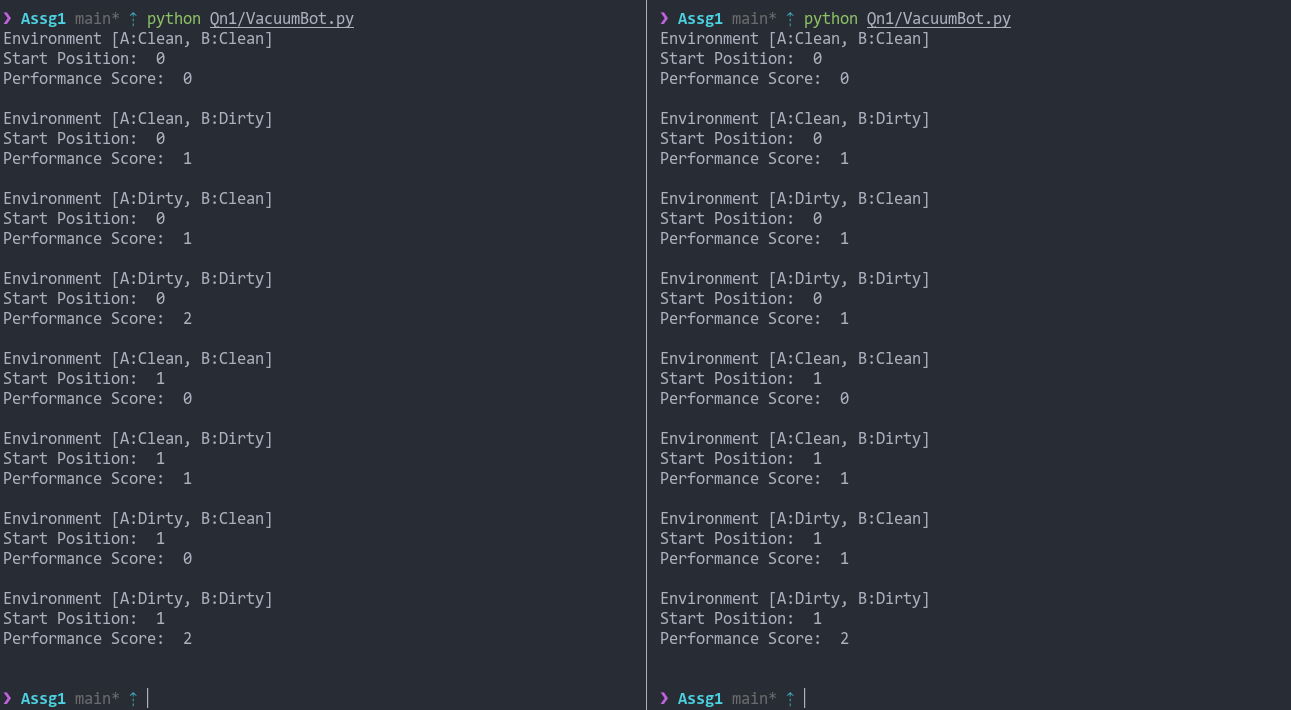 ❯ Assg1 main* ⇡ python Qn1/VacuumBot.py
Environment [A:Clean, B:Clean]
Start Position:  0
Performance Score:  0
Environment [A:Clean, B:Dirty]
Start Position:  0
Performance Score:  1
Environment [A:Dirty, B:Clean]
Start Position:  0
Performance Score:  1
Environment [A:Dirty, B:Dirty]
Start Position:  0
Performance Score:  2
Environment [A:Clean, B:Clean]
Start Position:  1
Performance Score:  0
Environment [A:Clean, B:Dirty]
Start Position:  1
Performance Score:  1
Environment [A:Dirty, B:Clean]
Start Position:  1
Performance Score:  0
Environment [A:Dirty, B:Dirty]
Start Position:  1
Performance Score:  2
❯ Assg1 main* ⇡
❯ Assg1 main* ⇡ python Qn1/VacuumBot.py
Environment [A:Clean, B:Clean]
Start Position:  0
Performance Score:  0
Environment [A:Clean, B:Dirty]
Start Position:  0
Performance Score:  1
Environment [A:Dirty, B:Clean]
Start Position:  0
Performance Score:  1
Environment [A:Dirty, B:Dirty]
Start Position:  0
Performance Score:  1
Environment [A:Clean, B:Clean]
Start Position:  1
Performance Score:  0
Environment [A:Clean, B:Dirty]
Start Position:  1
Performance Score:  1
Environment [A:Dirty, B:Clean]
Start Position:  1
Performance Score:  1
Environment [A:Dirty, B:Dirty]
Start Position:  1
Performance Score:  2
❯ Assg1 main* ⇡